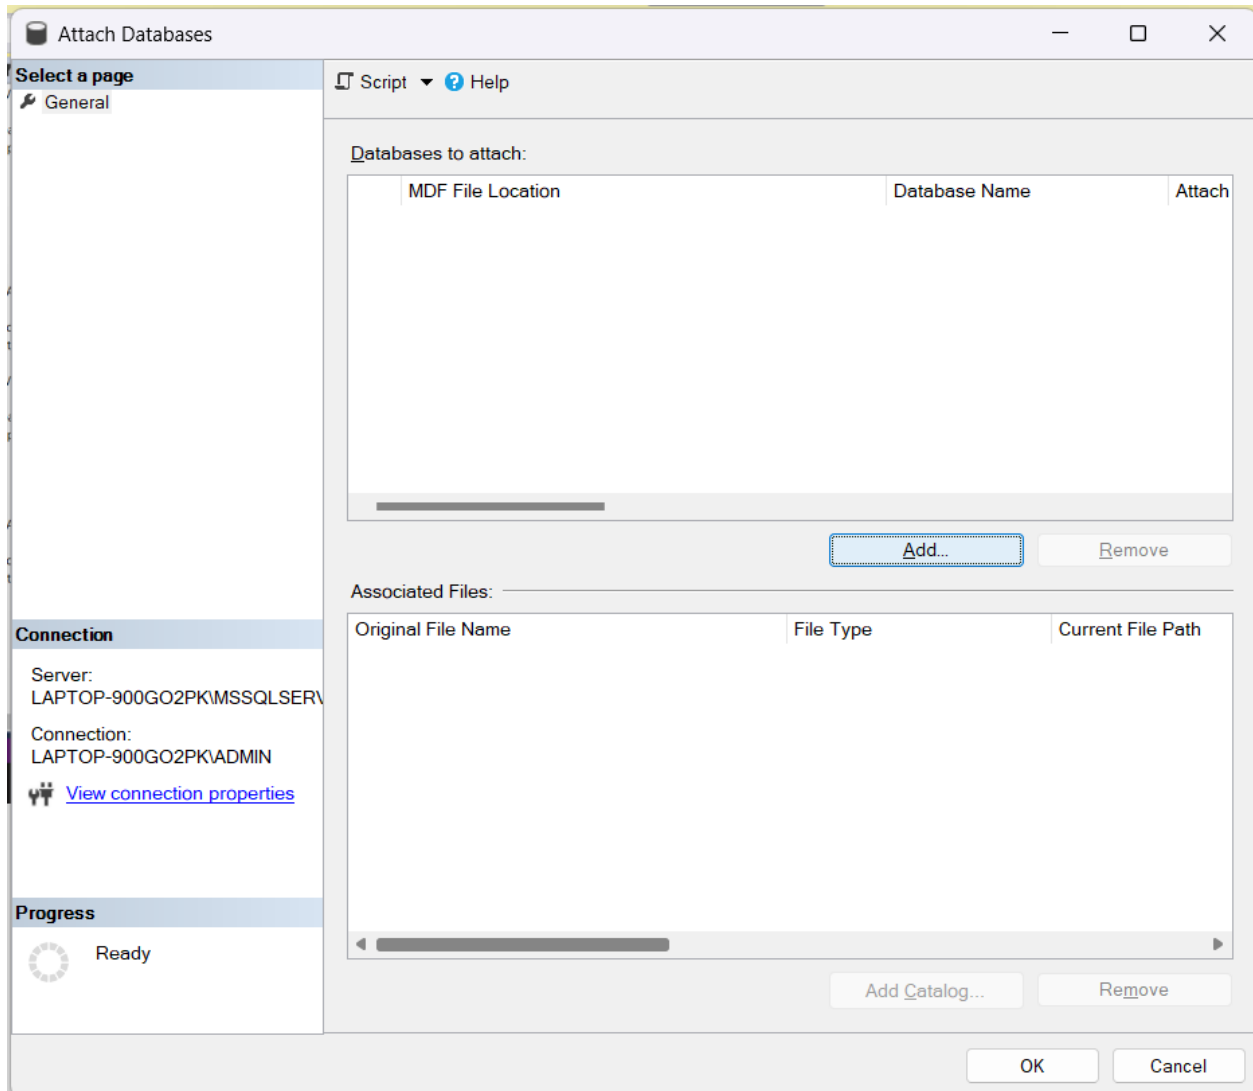 Attach Databases
Select a page
General
Script Help
Databases to attach:
MDF File Location Database Name Attach
Add... Remove
Associated Files:
Original File Name File Type Current File Path
Connection
Server:
LAPTOP-900GO2PK\MSSQLSERV
Connection:
LAPTOP-900GO2PK\ADMIN
View connection properties
Progress
Ready
Add Catalog... Remove
OK Cancel